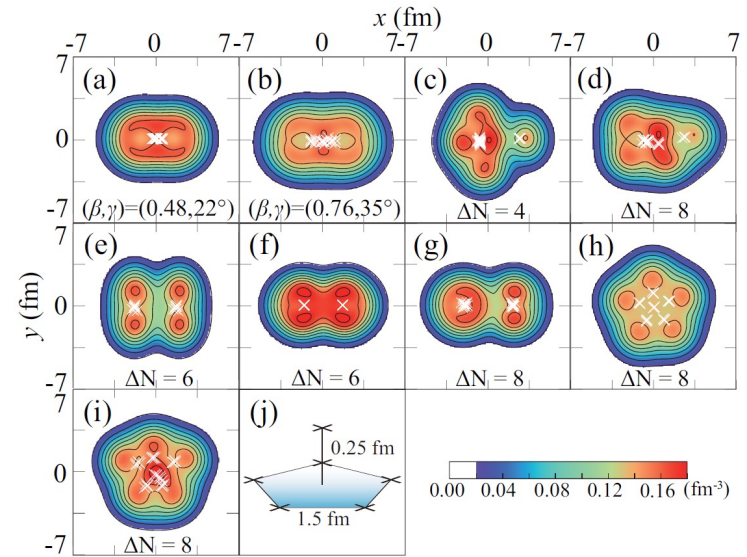 x (fm)
-7 0 7 -7 0 7 -7 0 7 -7 0 7
7
0
-7
y (fm)
(a)
(β,γ)=(0.48,22°)
(b)
(β,γ)=(0.76,35°)
(c)
ΔN = 4
(d)
ΔN = 8
7
0
-7
(e)
ΔN = 6
(f)
ΔN = 6
(g)
ΔN = 8
(h)
ΔN = 8
7
0
-7
(i)
ΔN = 8
(j)
0.25 fm
1.5 fm
0.00 0.04 0.08 0.12 0.16 (fm⁻³)